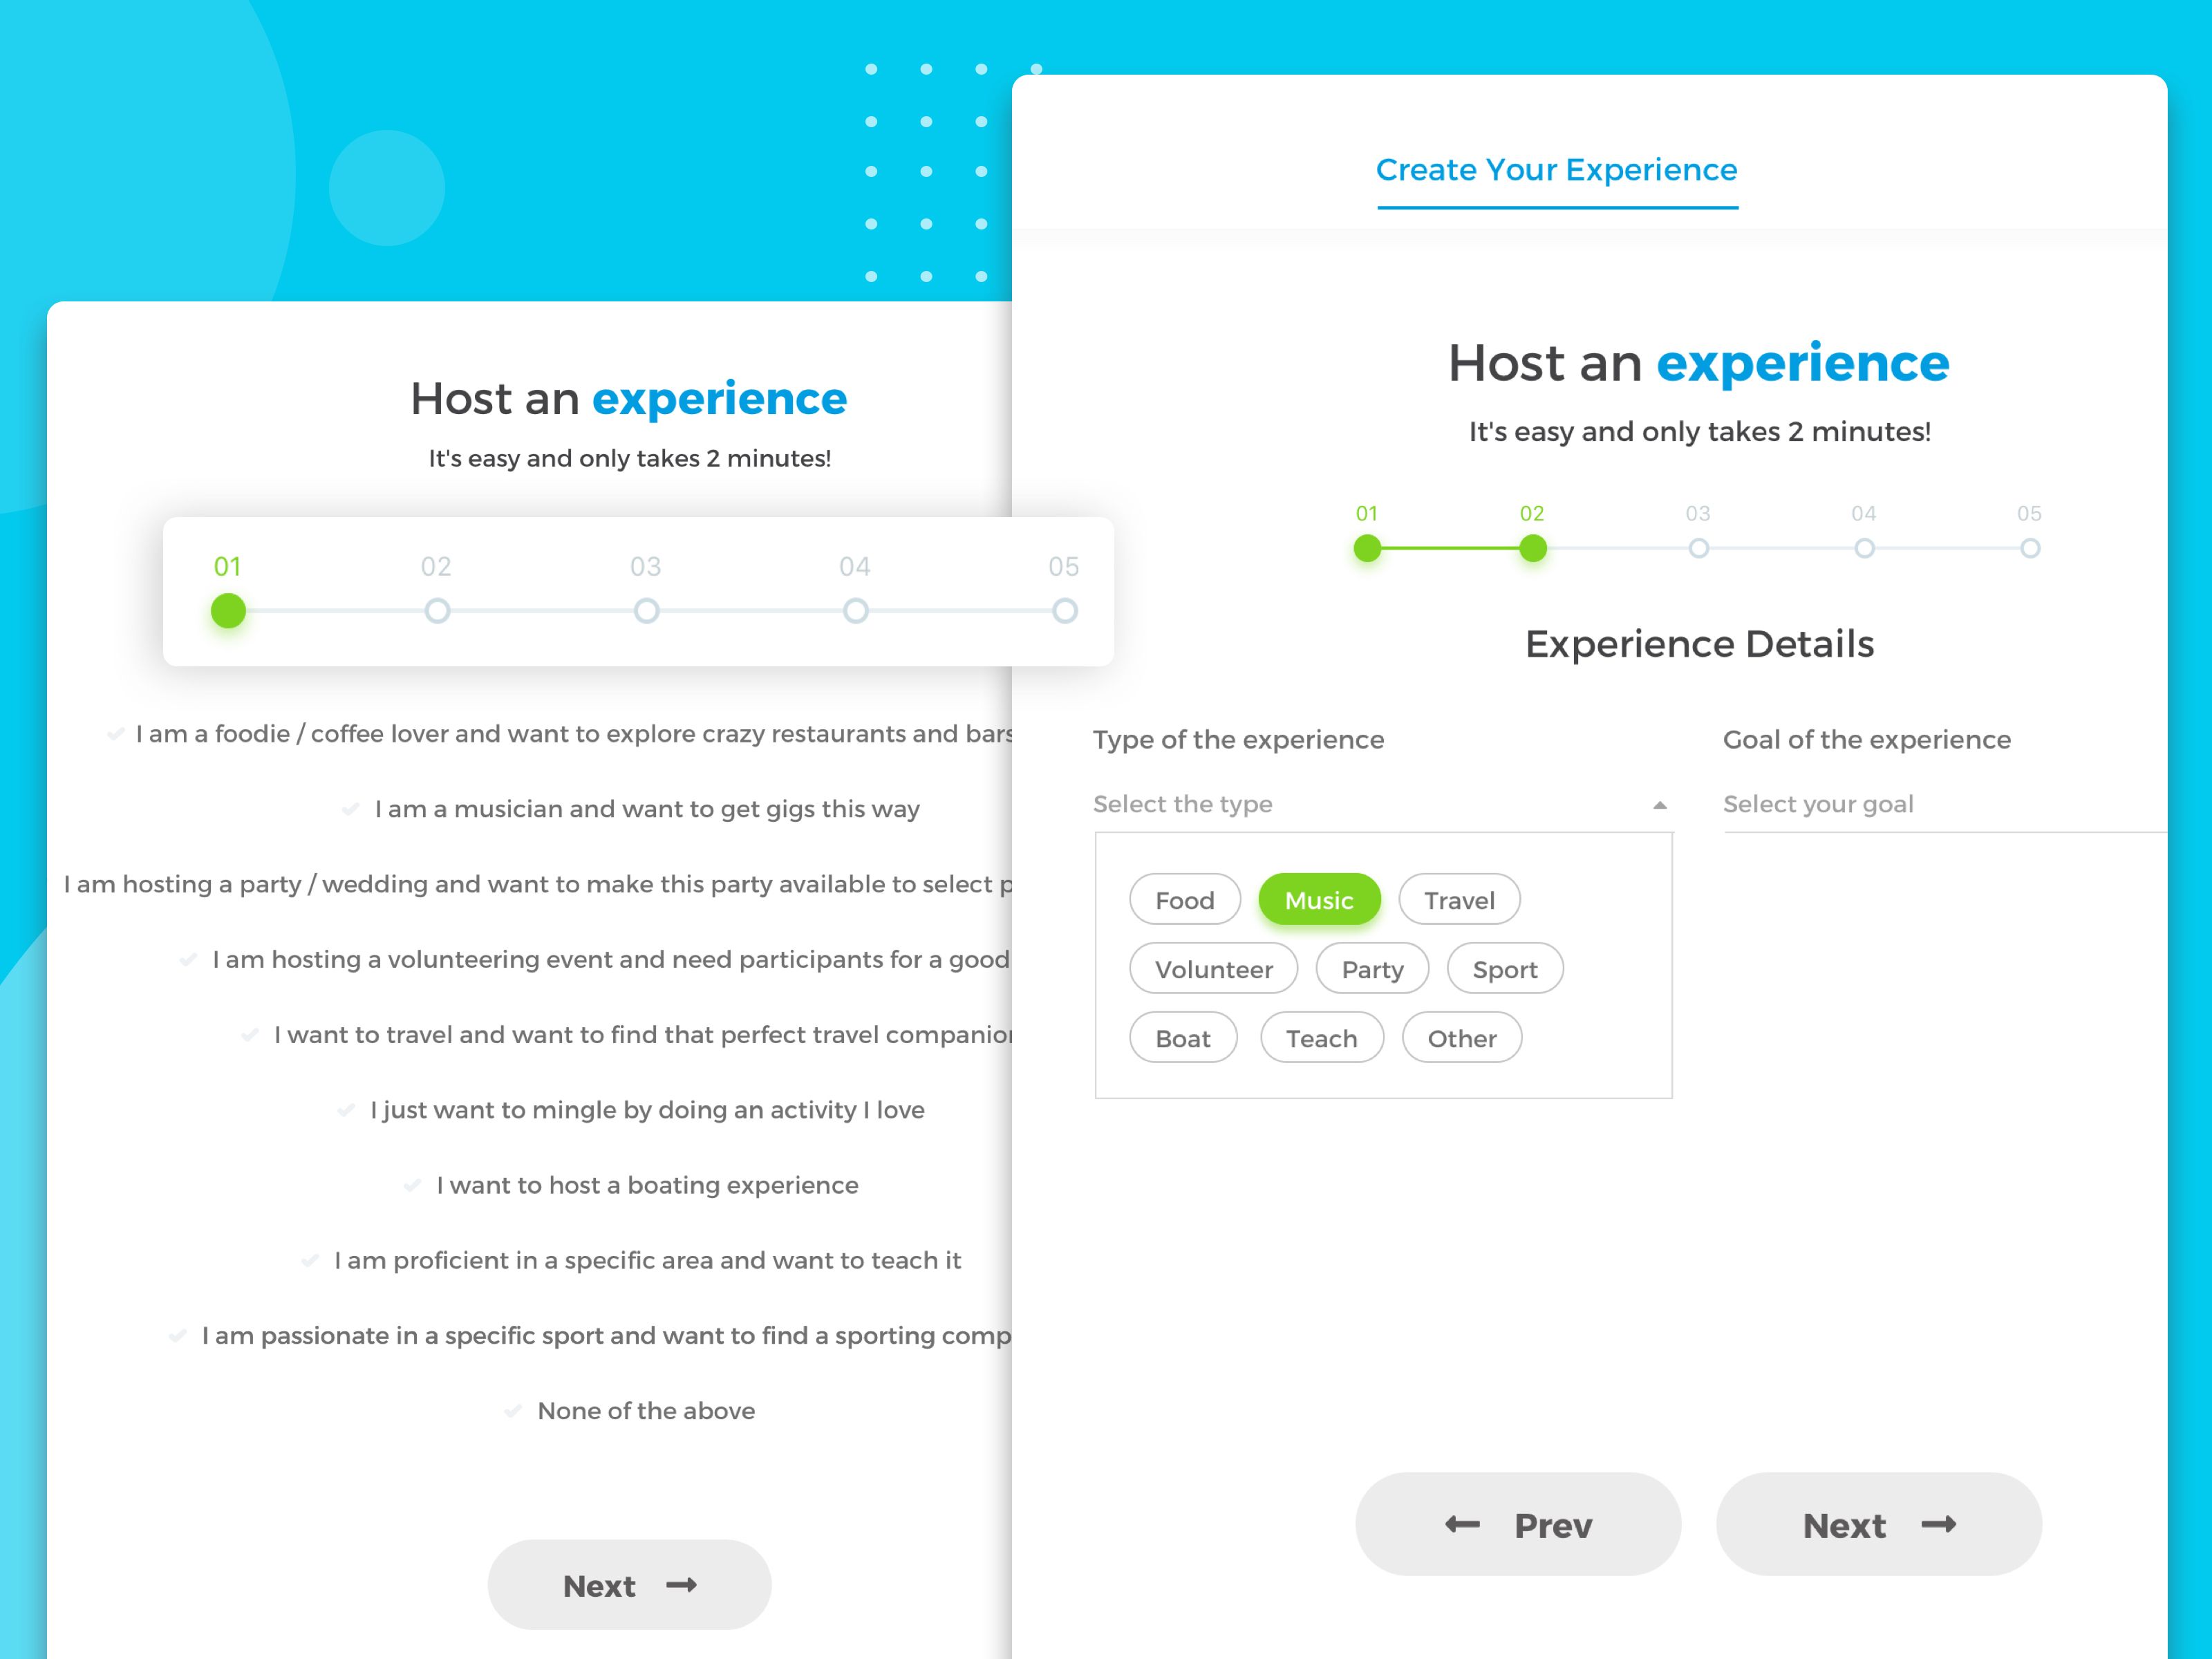 Host an experience
It's easy and only takes 2 minutes!
01 02 03 04 05
I am a foodie / coffee lover and want to explore crazy restaurants and bars
I am a musician and want to get gigs this way
I am hosting a party / wedding and want to make this party available to select
I am hosting a volunteering event and need participants for a good
I want to travel and want to find that perfect travel
I just want to mingle by doing an activity I love
I want to host a boating experience
I am proficient in a specific area and want to teach it
I am passionate in a specific sport and want to find a sporting
None of the above
Next
Create Your Experience
Host an experience
It's easy and only takes 2 minutes!
01 02 03 04 05
Experience Details
Type of the experience
Select the type
Food Music Travel
Volunteer Party Sport
Boat Teach Other
Goal of the experience
Select your goal
Prev Next